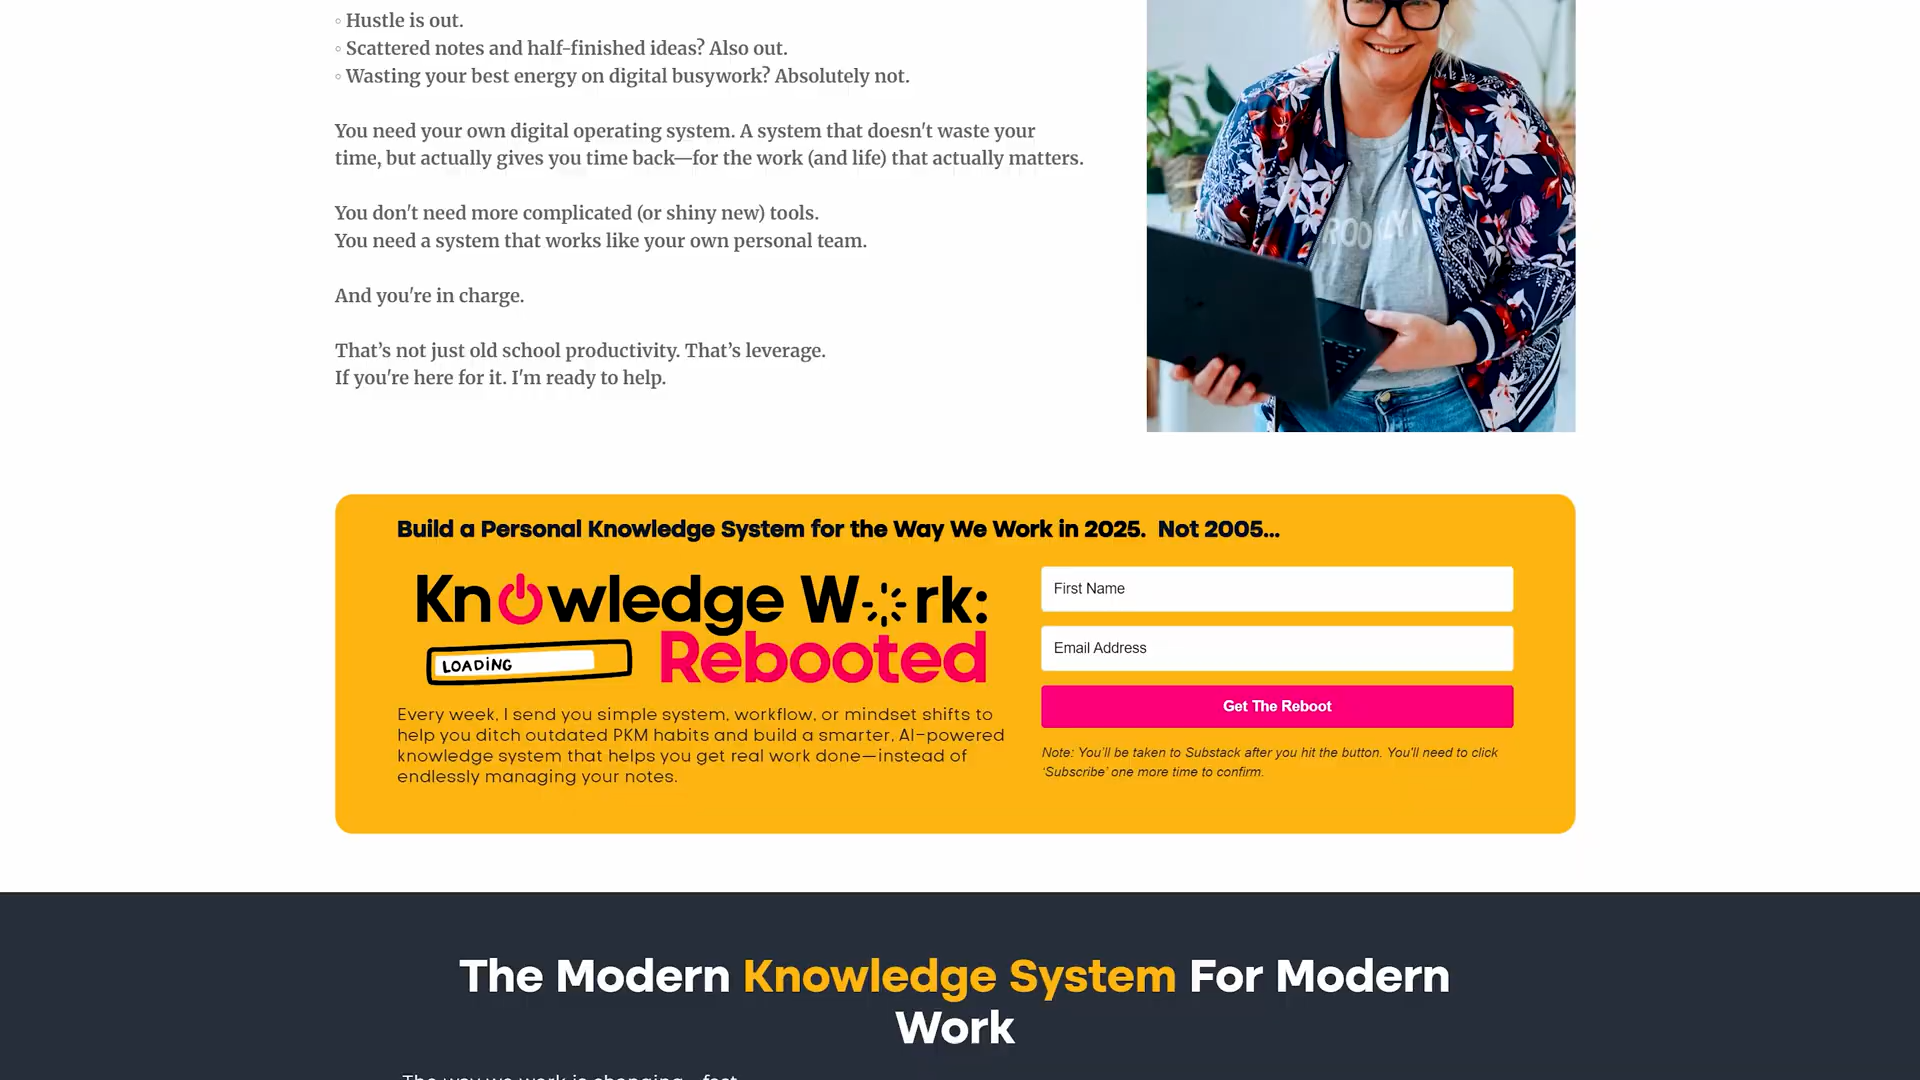 ◦ Hustle is out.
◦ Scattered notes and half-finished ideas? Also out.
◦ Wasting your best energy on digital busywork? Absolutely not.
You need your own digital operating system. A system that doesn't waste your
time, but actually gives you time back—for the work (and life) that actually matters.
You don't need more complicated (or shiny new) tools.
You need a system that works like your own personal team.
And you're in charge.
That’s not just old school productivity. That’s leverage.
If you're here for it. I'm ready to help.
Build a Personal Knowledge System for the Way We Work in 2025.  Not 2005...
Knowledge Work:
LOADING
Rebooted
Every week, I send you simple system, workflow, or mindset shifts to
help you ditch outdated PKM habits and build a smarter, AI-powered
knowledge system that helps you get real work done—instead of
endlessly managing your notes.
First Name
Email Address
Get The Reboot
Note: You’ll be taken to Substack after you hit the button. You'll need to click
‘Subscribe’ one more time to confirm.
The Modern Knowledge System For Modern
Work